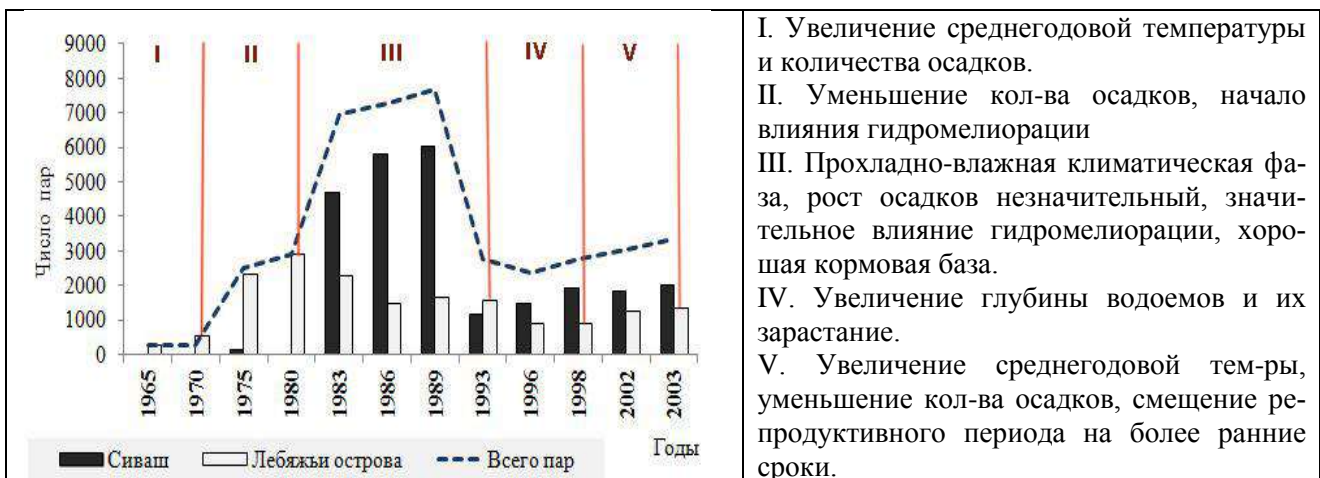 I II III IV V
9000
8000
7000
6000
5000
4000
3000
2000
1000
0
Число пар
1965 1970 1975 1980 1983 1986 1989 1993 1996 1998 2002 2003
Годы
Сиваш Лебяжьи острова Всего пар
I. Увеличение среднегодовой температуры
и количества осадков.
II. Уменьшение кол-ва осадков, начало
влияния гидромелиорации
III. Прохладно-влажная климатическая фа-
за, рост осадков незначительный, значи-
тельное влияние гидромелиорации, хоро-
шая кормовая база.
IV. Увеличение глубины водоемов и их
зарастание.
V. Увеличение среднегодовой тем-ры,
уменьшение кол-ва осадков, смещение ре-
продуктивного периода на более ранние
сроки.